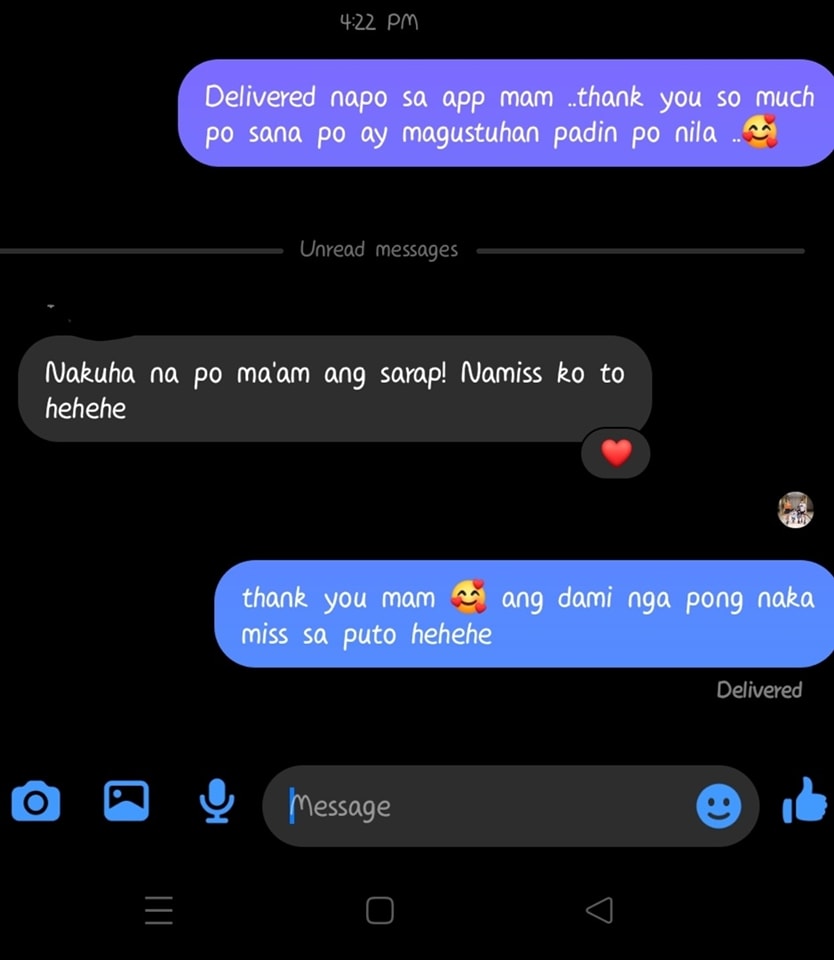 4:22 PM
Delivered napo sa app mam ..thank you so much
po sana po ay magustuhan padin po nila ..🥰
Unread messages
Nakuha na po ma'am ang sarap! Namiss ko to
hehehe
❤️
thank you mam 🥰 ang dami nga pong naka
miss sa puto hehehe
Delivered
Message